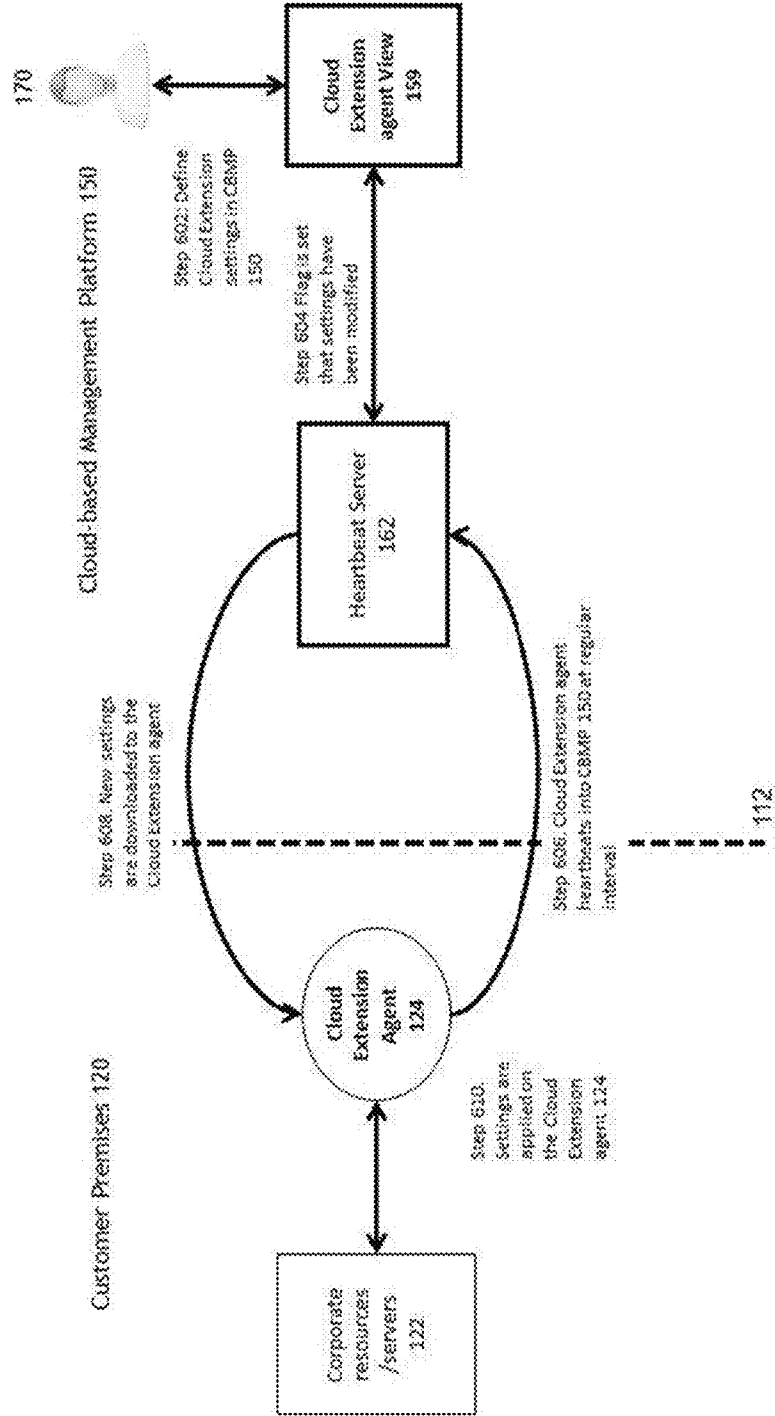 Customer Premises 120
Cloud-based Management Platform 150
170
Step 608. New settings
are downloaded to the
Cloud Extension agent
Step 602: Define
Cloud Extension
settings in CBMP
150
Step 604 Flag is set
that settings have
been modified
Corporate
resources
/servers
122
Cloud
Extension
Agent
124
Heartbeat Server
162
Cloud
Extension
agent View
159
Step 610.
Settings are
applied on
the Cloud
Extension
agent 124
Step 606. Cloud Extension agent
heartbeats into CBMP 150 at regular
interval
112